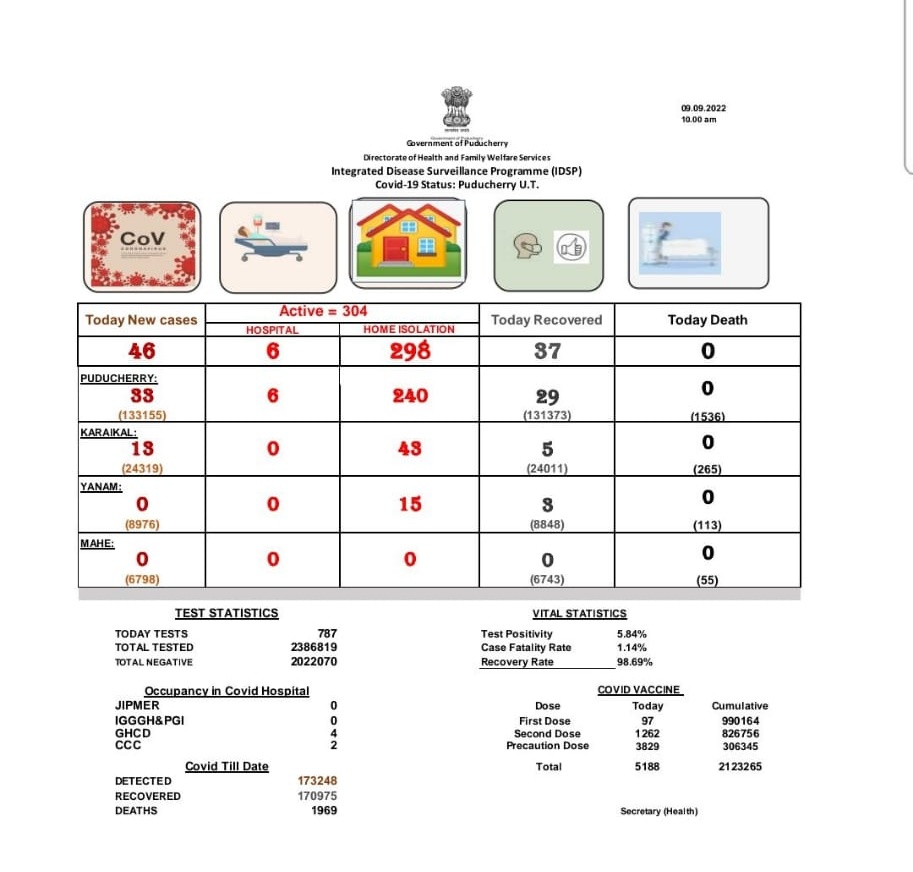 09.09.2022
10.00 am
Government of Puducherry
Directorate of Health and Family Welfare Services
Integrated Disease Surveillance Programme (IDSP)
Covid-19 Status: Puducherry U.T.
CoV
CORONAVIRUS
Today New cases
Active = 304
HOSPITAL
HOME ISOLATION
Today Recovered
Today Death
46 6 298 37 0
PUDUCHERRY:
33 6 240 29 0
(133155) (131373) (1536)
KARAIKAL:
13 0 43 5 0
(24319) (24011) (265)
YANAM:
0 0 15 3 0
(8976) (8848) (113)
MAHE:
0 0 0 0 0
(6798) (6743) (55)
TEST STATISTICS
TODAY TESTS 787
TOTAL TESTED 2386819
TOTAL NEGATIVE 2022070
VITAL STATISTICS
Test Positivity 5.84%
Case Fatality Rate 1.14%
Recovery Rate 98.69%
Occupancy in Covid Hospital
JIPMER 0
IGGGH&PGI 0
GHCD 4
CCC 2
COVID VACCINE
Dose Today Cumulative
First Dose 97 990164
Second Dose 1262 826756
Precaution Dose 3829 306345
Total 5188 2123265
Covid Till Date
DETECTED 173248
RECOVERED 170975
DEATHS 1969
Secretary (Health)